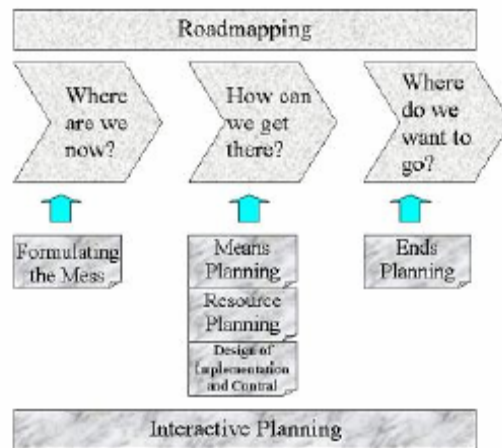 Roadmapping
Where
are we
now?
How can
we get
there?
Where
do we
want to
go?
Formulating
the Mess
Means
Planning
Resource
Planning
Design of
Implementation
and Control
Ends
Planning
Interactive Planning